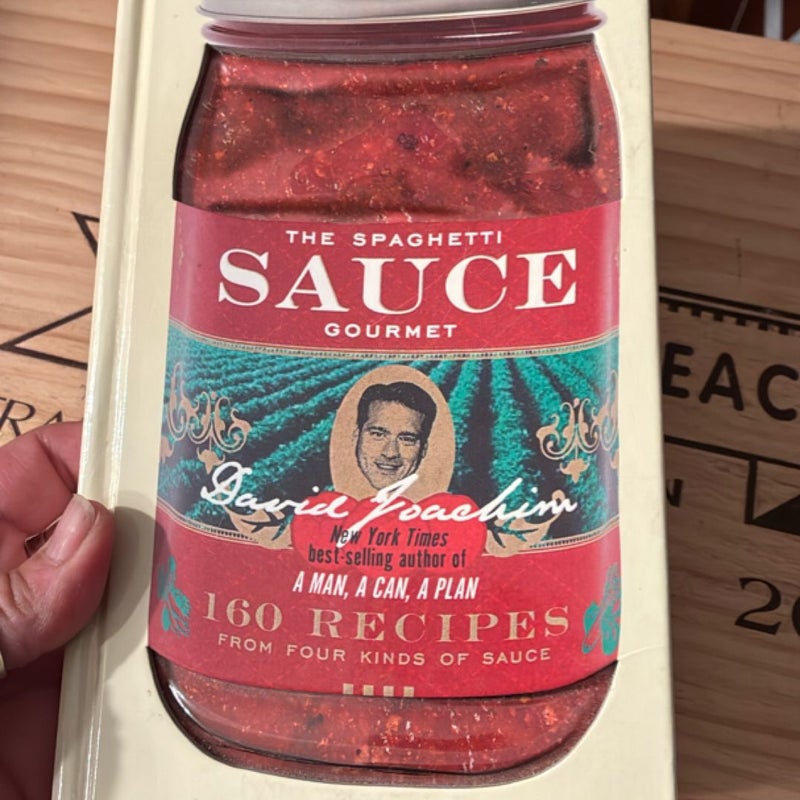 THE SPAGHETTI
SAUCE
GOURMET
David Joachim
New York Times
best-selling author of
A MAN, A CAN, A PLAN
160 RECIPES
FROM FOUR KINDS OF SAUCE
EAC